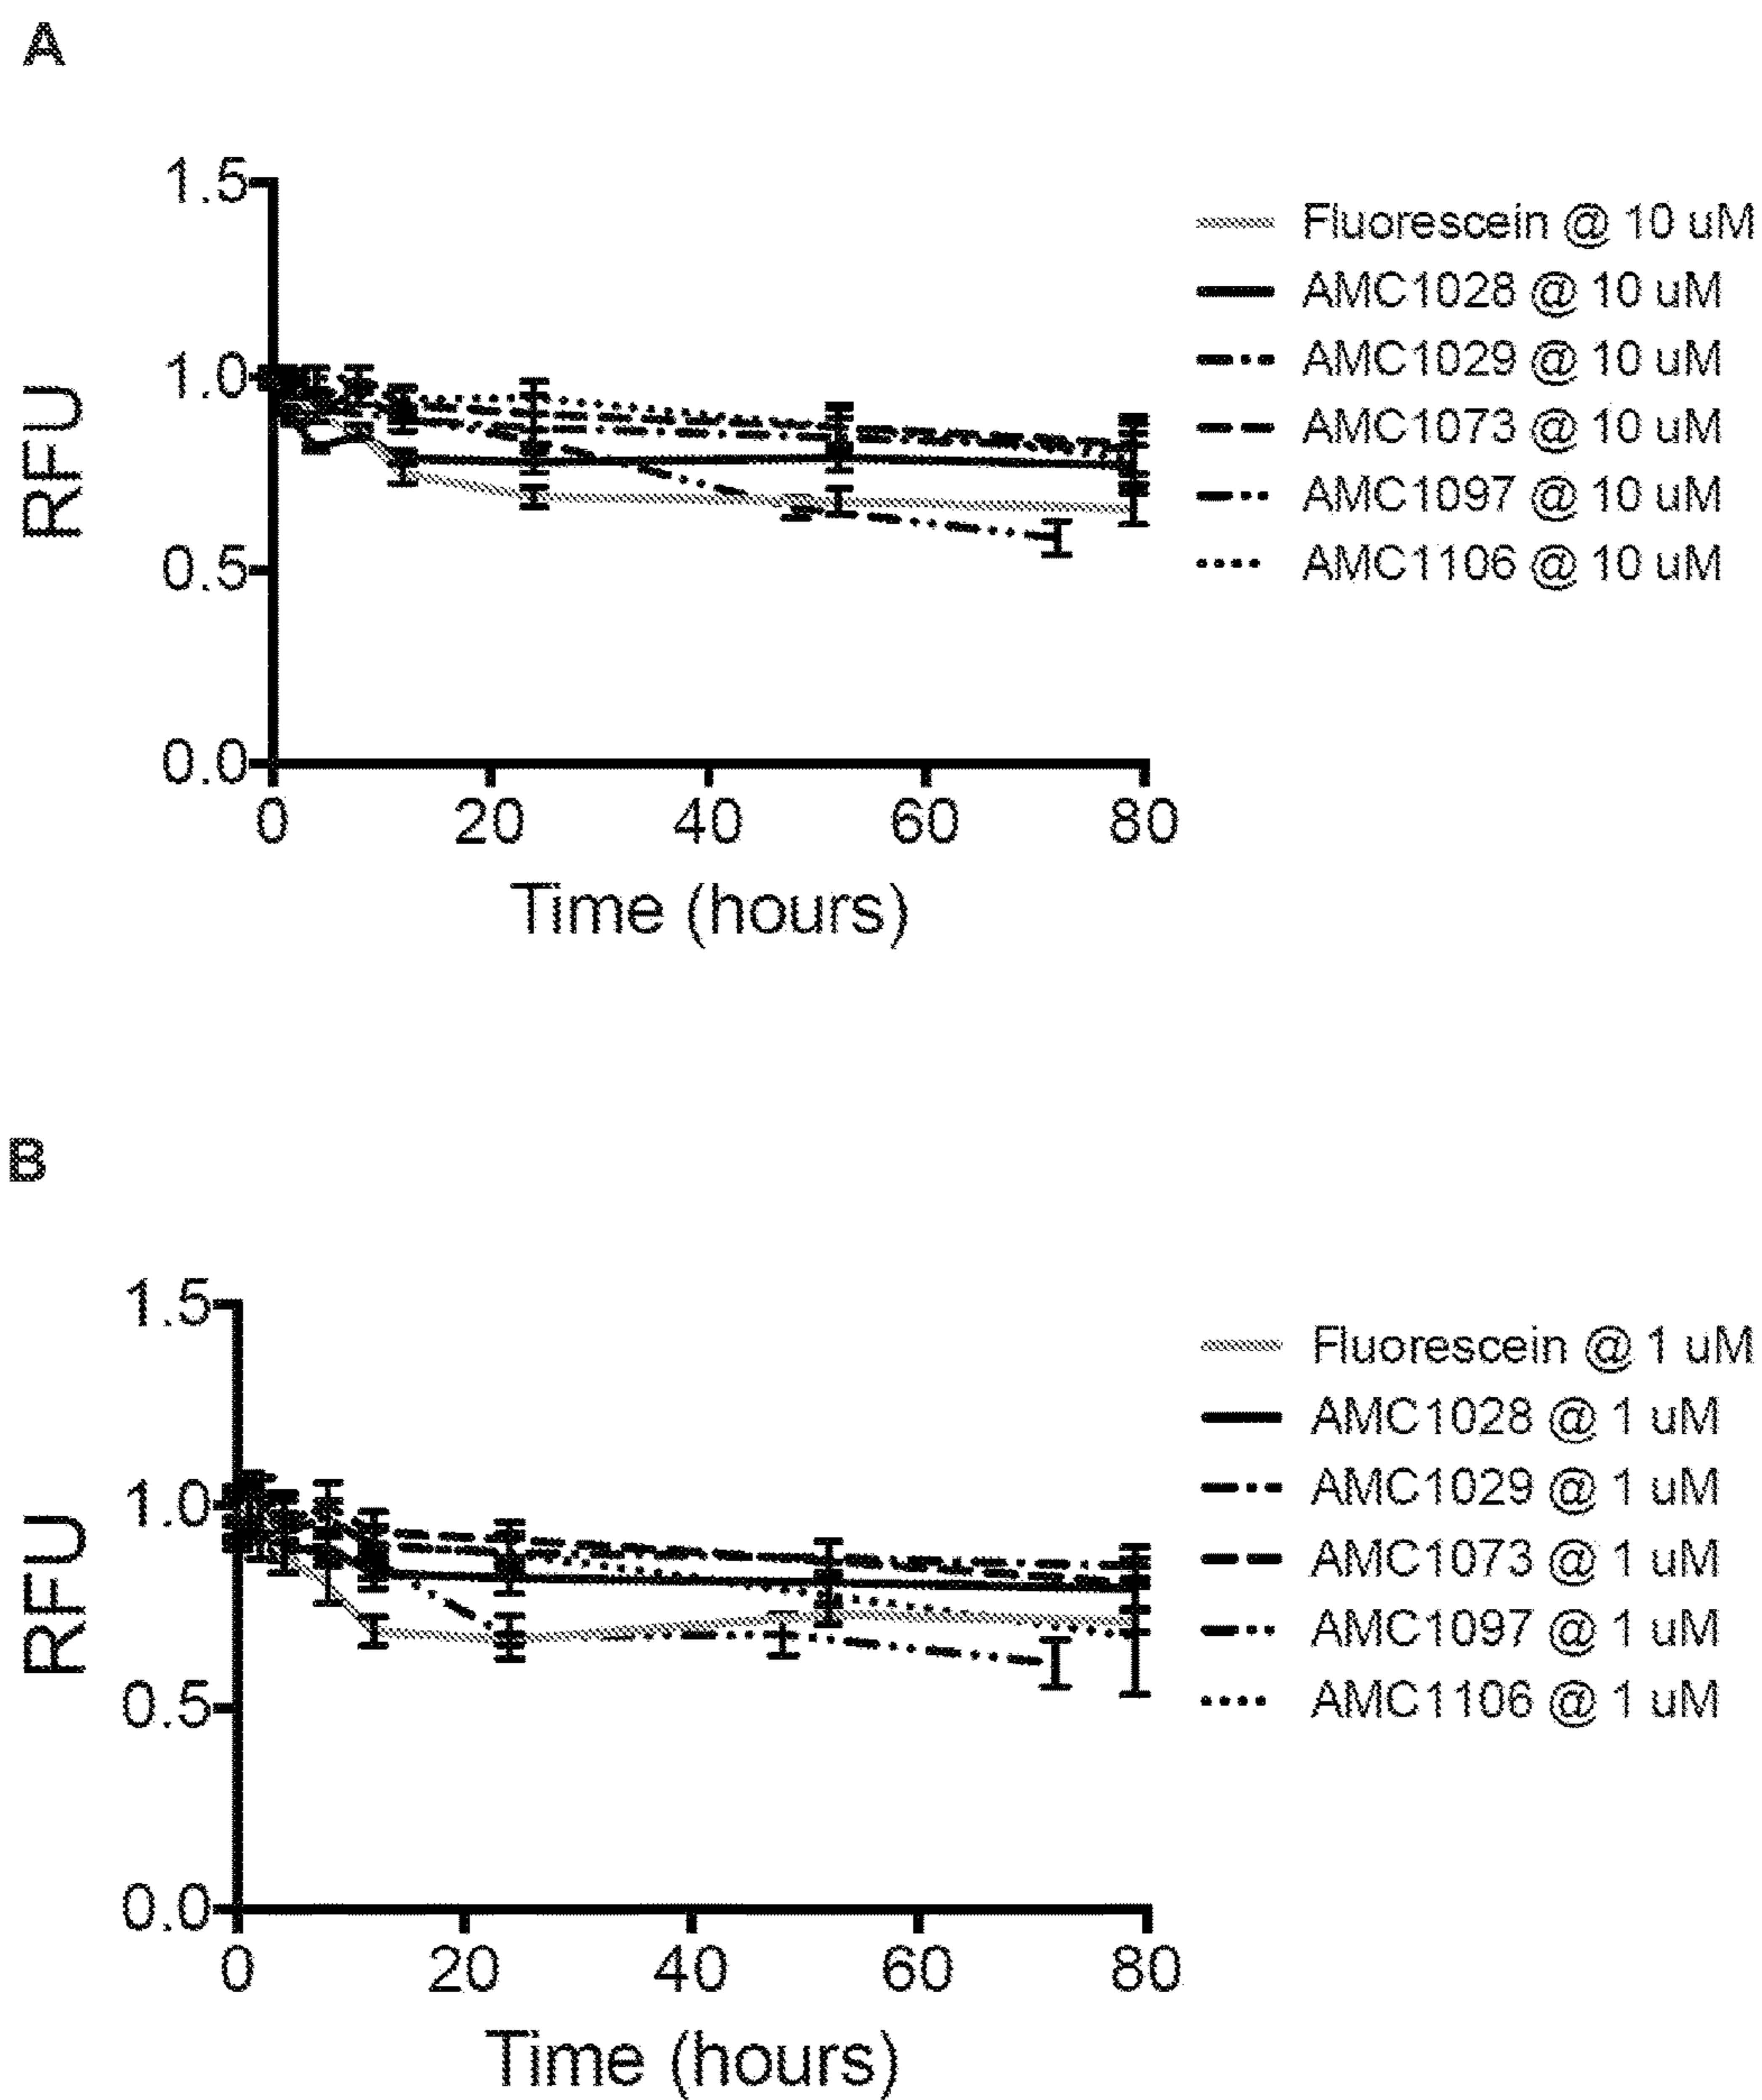 A
1.5
1.0
0.5
0.0
RFU
0 20 40 60 80
Time (hours)
Fluorescein @ 10 uM
AMC1028 @ 10 uM
AMC1029 @ 10 uM
AMC1073 @ 10 uM
AMC1097 @ 10 uM
AMC1106 @ 10 uM
B
1.5
1.0
0.5
0.0
RFU
0 20 40 60 80
Time (hours)
Fluorescein @ 1 uM
AMC1028 @ 1 uM
AMC1029 @ 1 uM
AMC1073 @ 1 uM
AMC1097 @ 1 uM
AMC1106 @ 1 uM